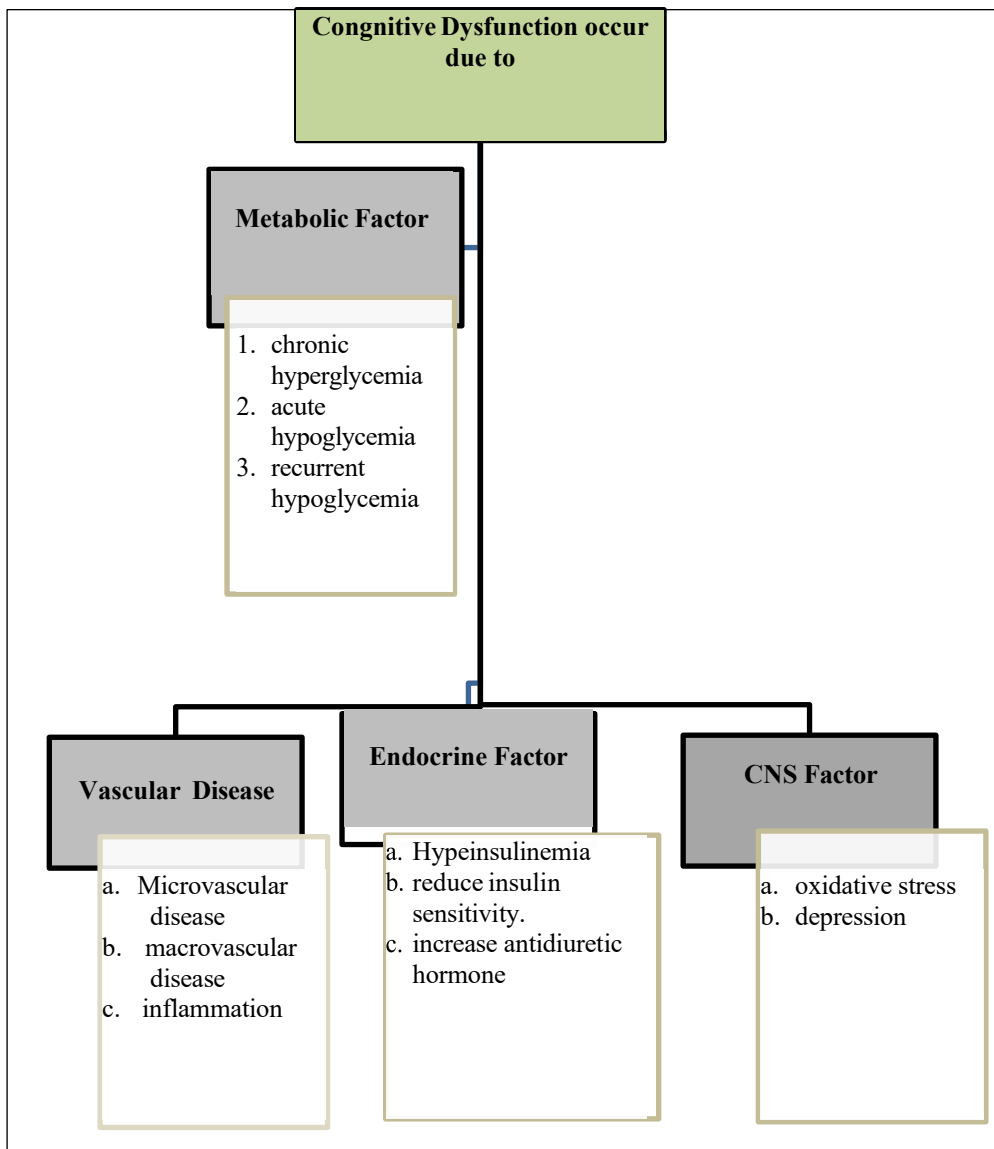 Congnitive Dysfunction occur
due to
Metabolic Factor
1. chronic
hyperglycemia
2. acute
hypoglycemia
3. recurrent
hypoglycemia
Vascular Disease
a. Microvascular
disease
b. macrovascular
disease
c. inflammation
Endocrine Factor
a. Hypeinsulinemia
b. reduce insulin
sensitivity.
c. increase antidiuretic
hormone
CNS Factor
a. oxidative stress
b. depression